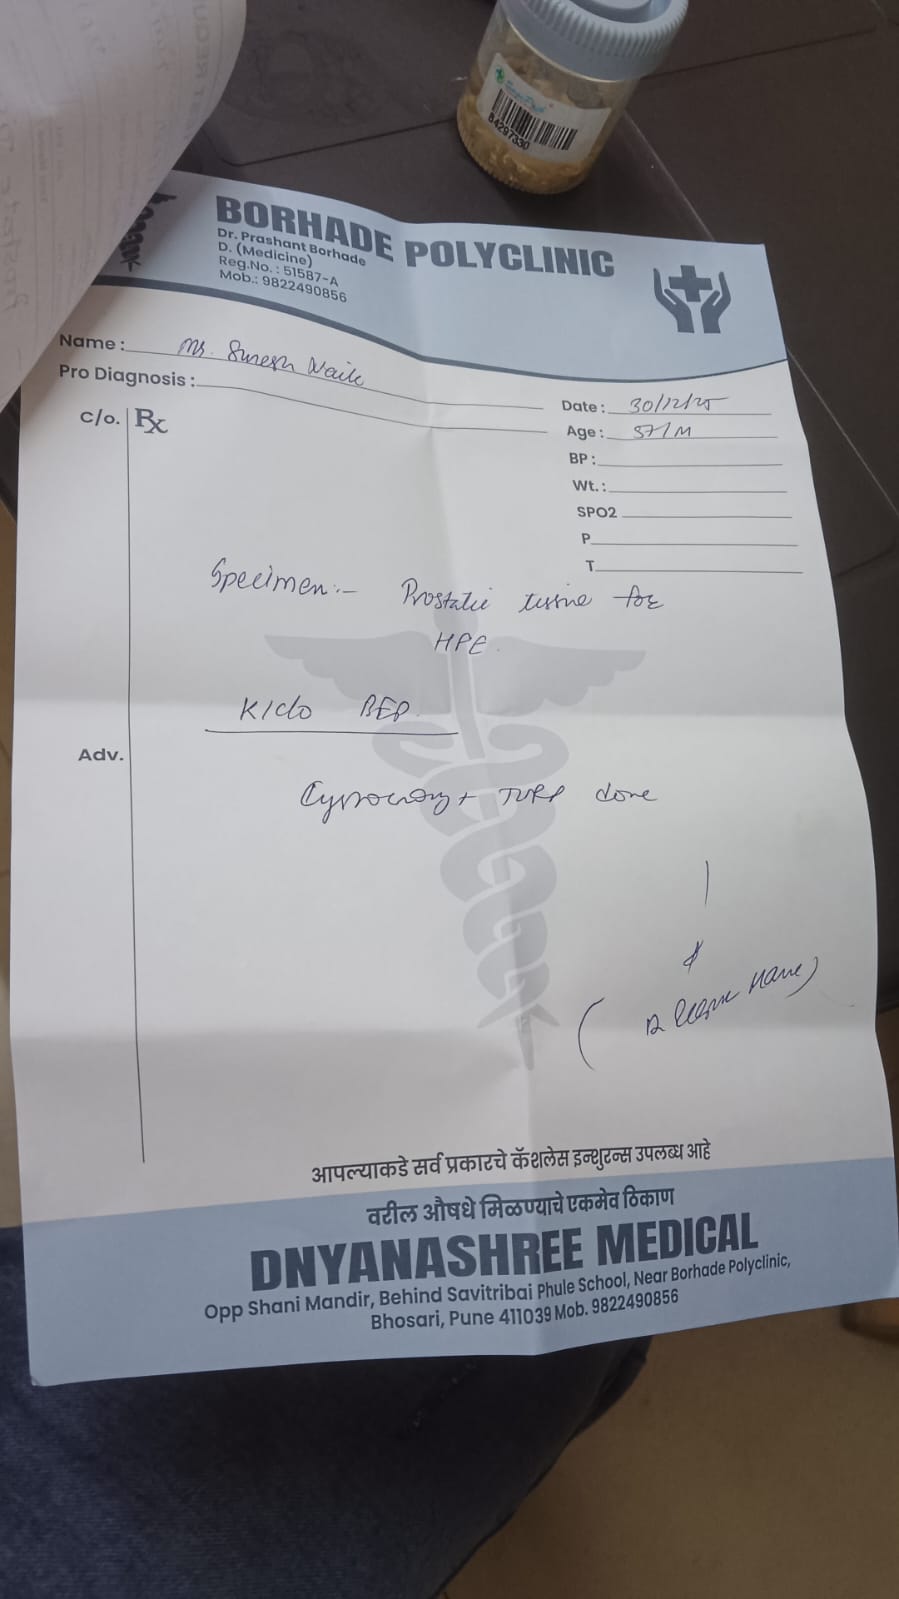 BORHADE POLYCLINIC
Dr. Prashant Borhade
D. (Medicine)
Reg.No. : 51587-A
Mob.: 9822490856
Name : Mr. Suresh Naik
Pro Diagnosis :
Date : 30/12/25
Age : 57/M
BP :
Wt. :
SPO2
P
T
c/o. Rx
Specimen :- Prostatic tissue for
HPE.
K/c/o BEP
Adv.
Cystoscopy + TURP done
आपल्याकडे सर्व प्रकारचे कॅशलेस इन्शुरन्स उपलब्ध आहे
वरील औषधे मिळण्याचे एकमेव ठिकाण
DNYANASHREE MEDICAL
Opp Shani Mandir, Behind Savitribai Phule School, Near Borhade Polyclinic,
Bhosari, Pune 411039 Mob. 9822490856
B4297330